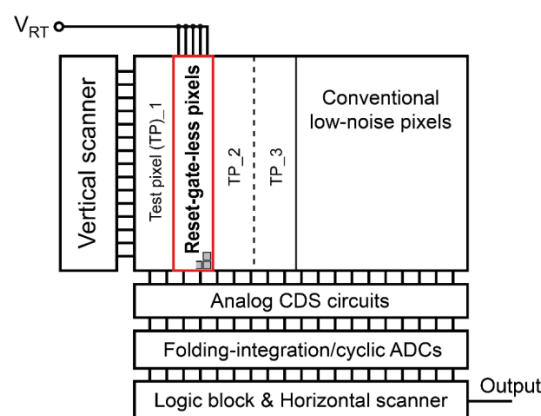 V_RT
Vertical scanner
Test pixel (TP)_1
Reset-gate-less pixels
TP_2
TP_3
Conventional
low-noise pixels
Analog CDS circuits
Folding-integration/cyclic ADCs
Logic block & Horizontal scanner
Output